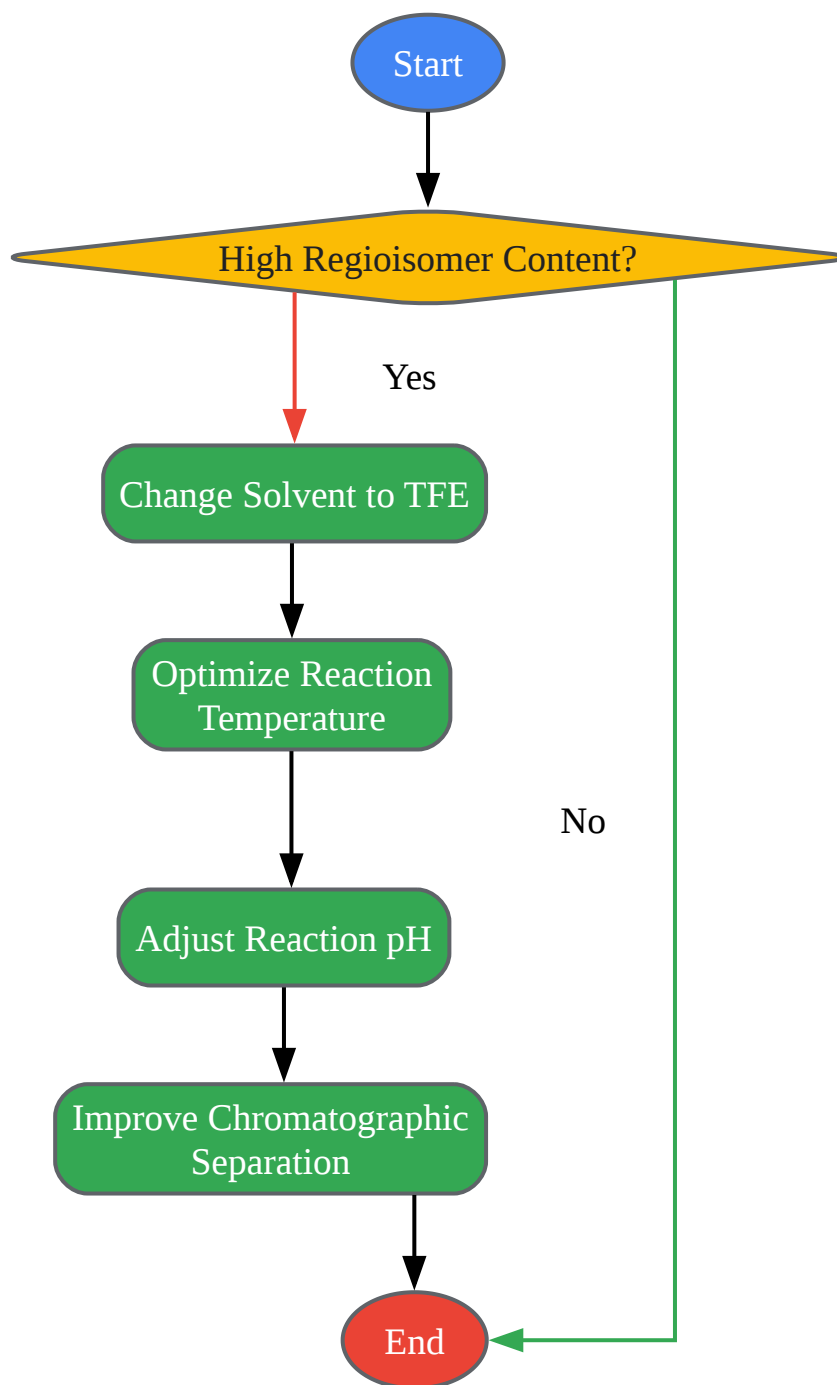 Start
High Regioisomer Content?
Yes
Change Solvent to TFE
Optimize Reaction
Temperature
No
Adjust Reaction pH
Improve Chromatographic
Separation
End